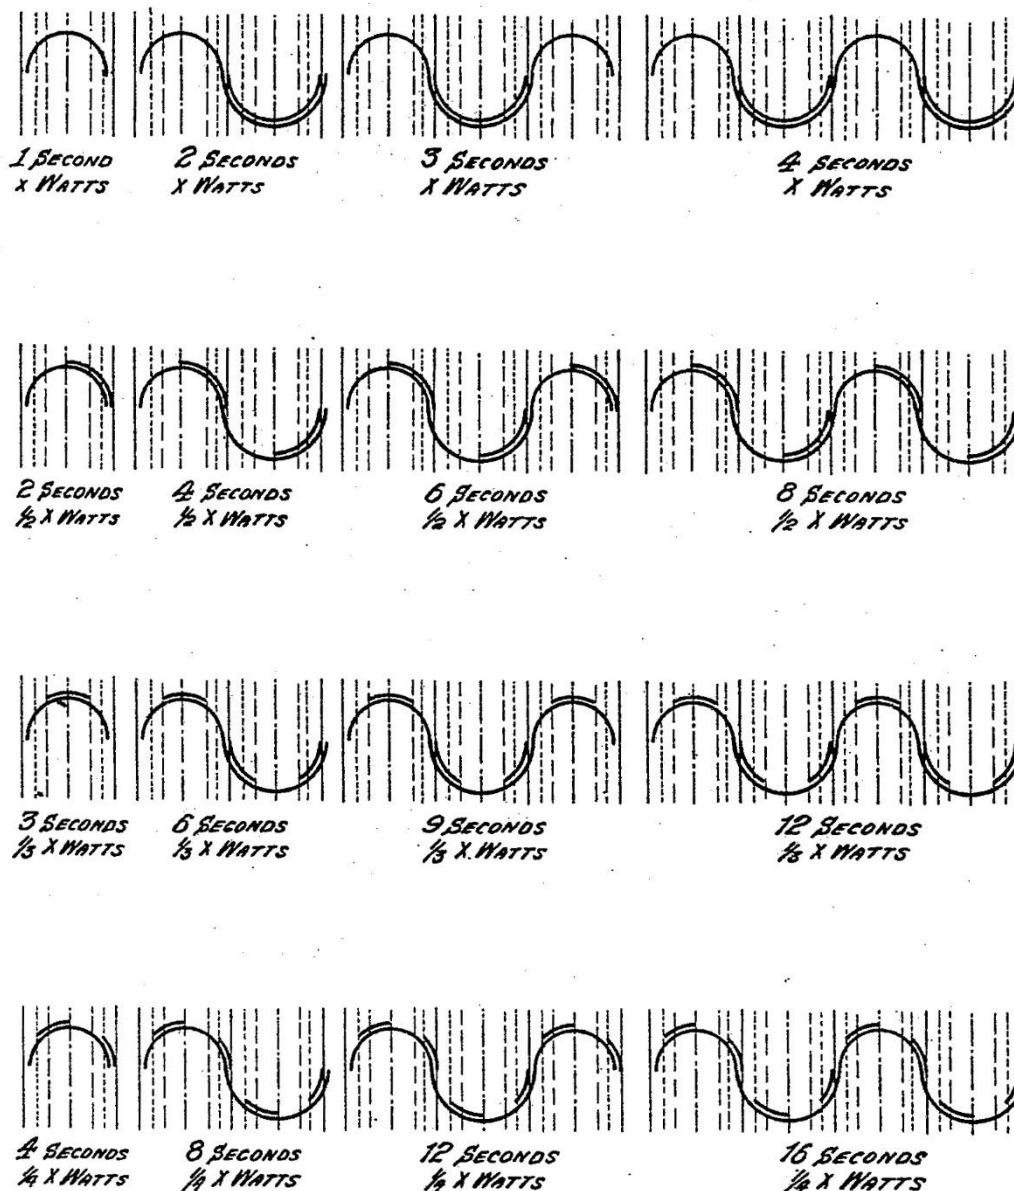 1 SECOND
X WATTS
2 SECONDS
X WATTS
3 SECONDS
X WATTS
4 SECONDS
X WATTS
2 SECONDS
1/2 X WATTS
4 SECONDS
1/2 X WATTS
6 SECONDS
1/2 X WATTS
8 SECONDS
1/2 X WATTS
3 SECONDS
1/3 X WATTS
6 SECONDS
1/3 X WATTS
9 SECONDS
1/3 X WATTS
12 SECONDS
1/3 X WATTS
4 SECONDS
1/4 X WATTS
8 SECONDS
1/4 X WATTS
12 SECONDS
1/4 X WATTS
16 SECONDS
1/4 X WATTS